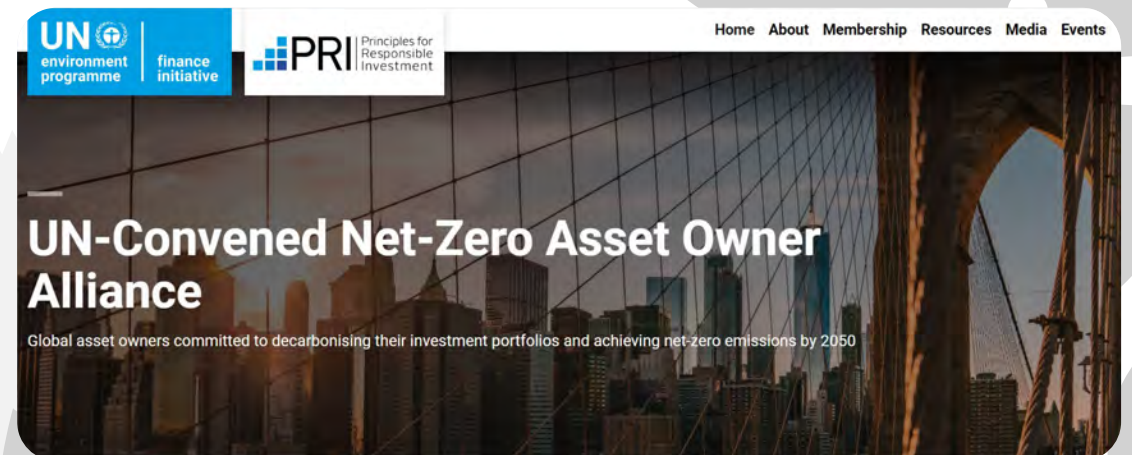 UN
environment
programme
finance
initiative
PRI
Principles for
Responsible
Investment
Home About Membership Resources Media Events
UN-Convened Net-Zero Asset Owner
Alliance
Global asset owners committed to decarbonising their investment portfolios and achieving net-zero emissions by 2050